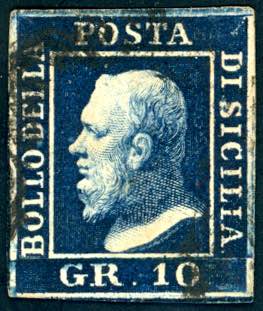 POSTA
BOLLO DELLA
DI SICILIA
GR. 10